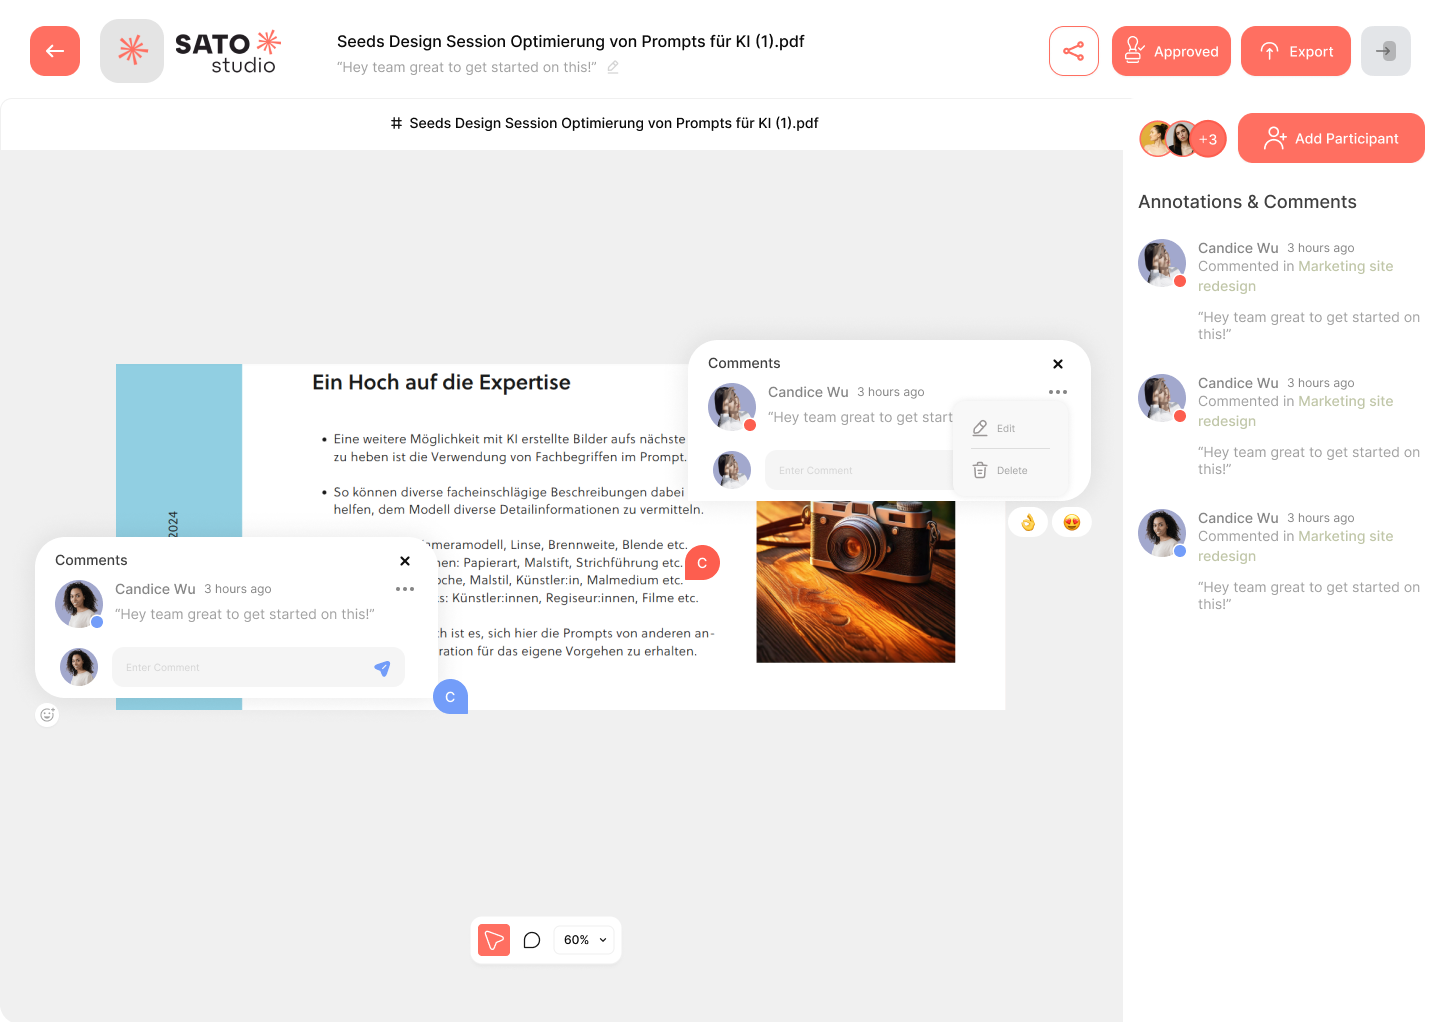 SATO
studio
Seeds Design Session Optimierung von Prompts für KI (1).pdf
“Hey team great to get started on this!”
Approved
Export
# Seeds Design Session Optimierung von Prompts für KI (1).pdf
+3
Add Participant
Annotations & Comments
Candice Wu 3 hours ago
Commented in Marketing site
redesign
“Hey team great to get started on
this!”
Candice Wu 3 hours ago
Commented in Marketing site
redesign
“Hey team great to get started on
this!”
Candice Wu 3 hours ago
Commented in Marketing site
redesign
“Hey team great to get started on
this!”
Comments
Candice Wu 3 hours ago
“Hey team great to get start
Enter Comment
Edit
Delete
Ein Hoch auf die Expertise
• Eine weitere Möglichkeit mit KI erstellte Bilder aufs nächste
zu heben ist die Verwendung von Fachbegriffen im Prompt.
• So können diverse facheinschlägige Beschreibungen dabei
helfen, dem Modell diverse Detailinformationen zu vermitteln.
2024
ameramodell, Linse, Brennweite, Blende etc.
nen: Papierart, Malstift, Strichführung etc.
oche, Malstil, Künstler:in, Malmedium etc.
s: Künstler:innen, Regiseur:innen, Filme etc.
h ist es, sich hier die Prompts von anderen an-
ration für das eigene Vorgehen zu erhalten.
C
Comments
Candice Wu 3 hours ago
“Hey team great to get started on this!”
Enter Comment
C
60%